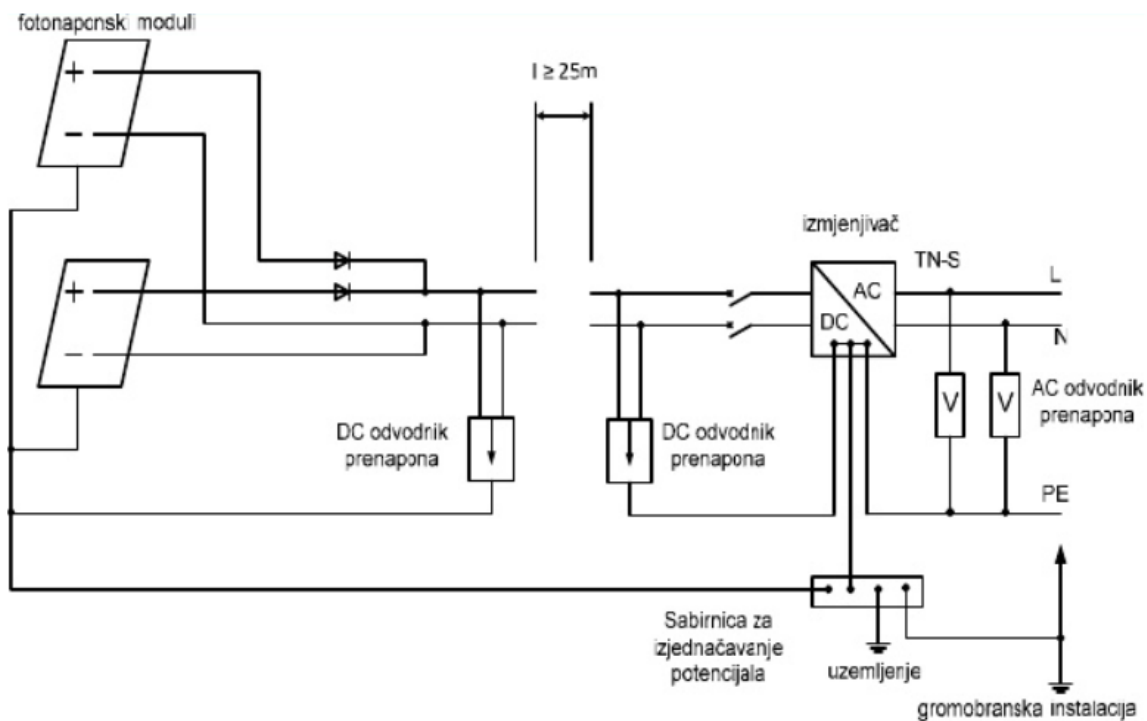 fotonaponski moduli
+
−
l ≥ 25m
+
−
izmjenjivač
TN-S
L
AC
DC
N
V
V
AC odvodnik
prenapona
DC odvodnik
prenapona
DC odvodnik
prenapona
PE
Sabirnica za
izjednačavanje
potencijala
uzemljenje
gromobranska instalacija